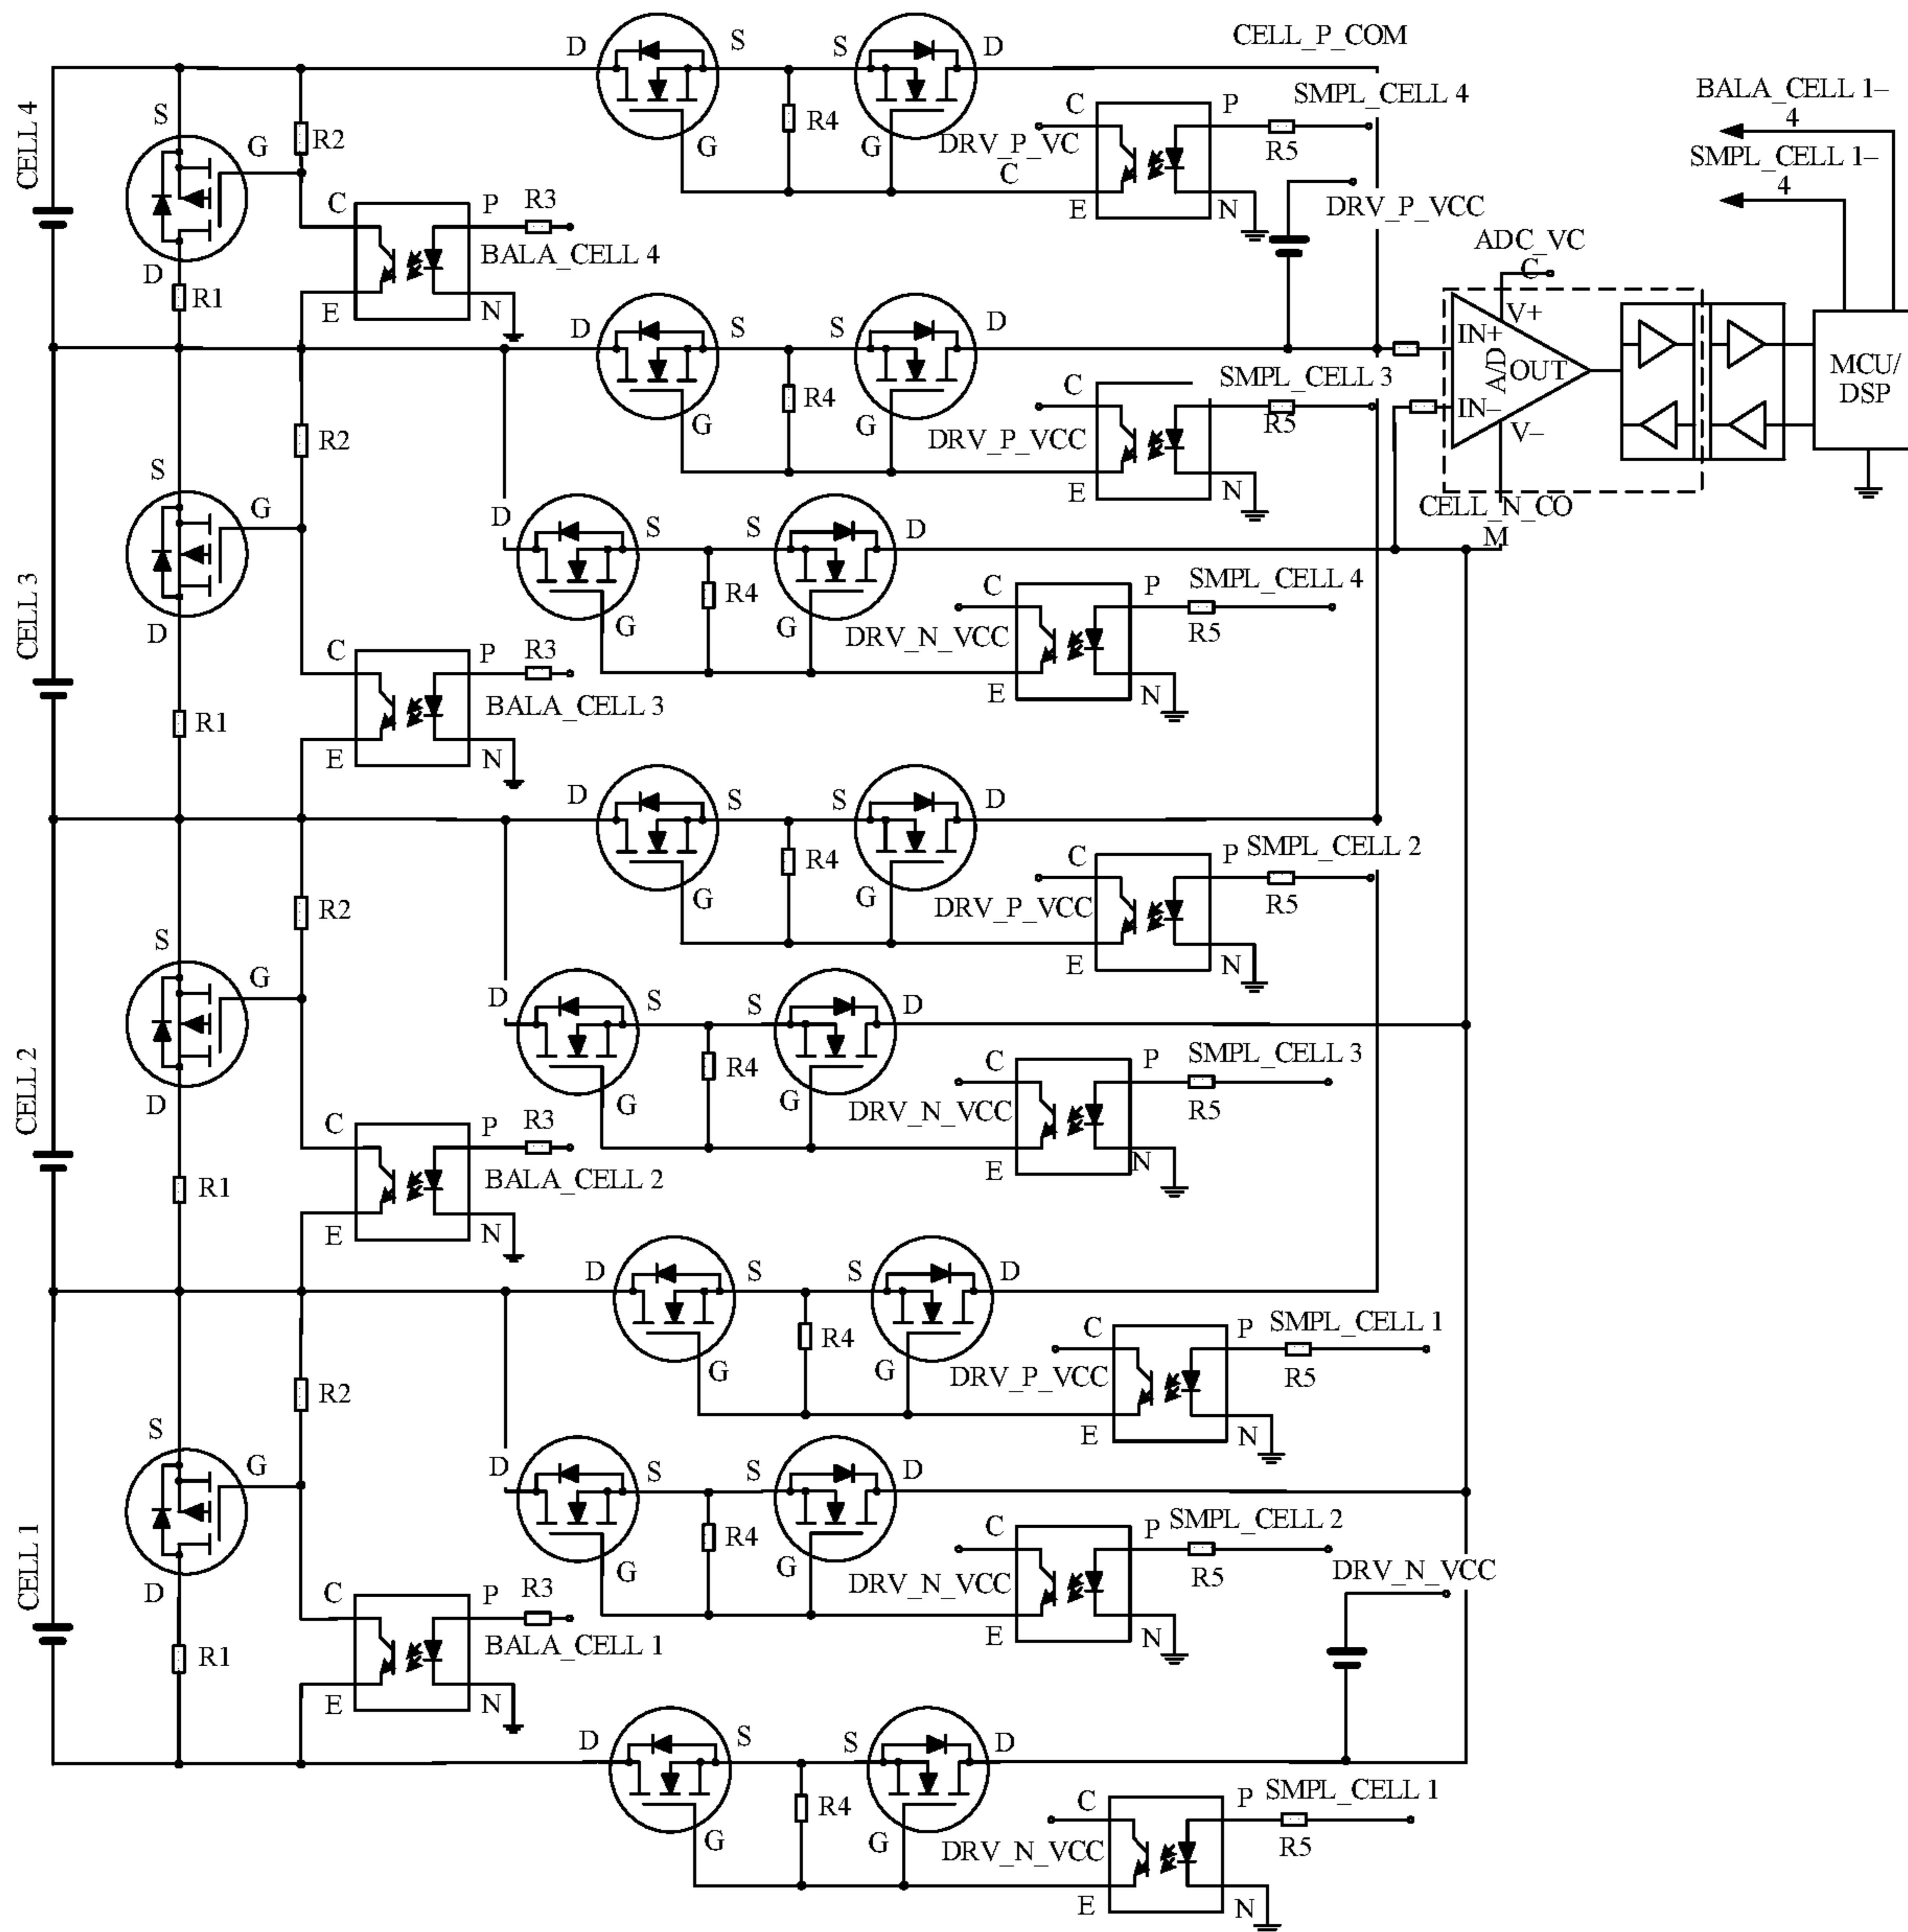 CELL_P_COM
D
S
S
D
SMPL_CELL 4
BALA_CELL 1–
4
SMPL_CELL 1–
4
CELL 4
S
G
R2
R4
C
P
R5
G
G
DRV_P_VC
C
E
N
DRV_P_VCC
C
P
R3
BALA_CELL 4
D
R1
E
N
ADC_VC
C
V+
IN+
A/D
OUT
IN–
V–
MCU/
DSP
CELL_N_CO
M
D
S
S
D
R4
C
SMPL_CELL 3
R5
G
G
DRV_P_VCC
E
N
R2
S
G
D
S
S
D
R4
C
P
SMPL_CELL 4
R5
G
G
DRV_N_VCC
E
N
CELL 3
D
C
P
R3
BALA_CELL 3
R1
E
N
D
S
S
D
R4
C
P
SMPL_CELL 2
R5
G
G
DRV_P_VCC
E
N
R2
S
G
D
S
S
D
R4
C
P
SMPL_CELL 3
R5
G
G
DRV_N_VCC
E
N
CELL 2
D
C
P
R3
BALA_CELL 2
R1
E
N
D
S
S
D
R4
C
P
SMPL_CELL 1
R5
G
G
DRV_P_VCC
E
N
R2
S
G
D
S
S
D
R4
C
P
SMPL_CELL 2
R5
G
G
DRV_N_VCC
E
N
DRV_N_VCC
CELL 1
D
C
P
R3
BALA_CELL 1
R1
E
N
D
S
S
D
R4
C
P
SMPL_CELL 1
R5
G
G
DRV_N_VCC
E
N